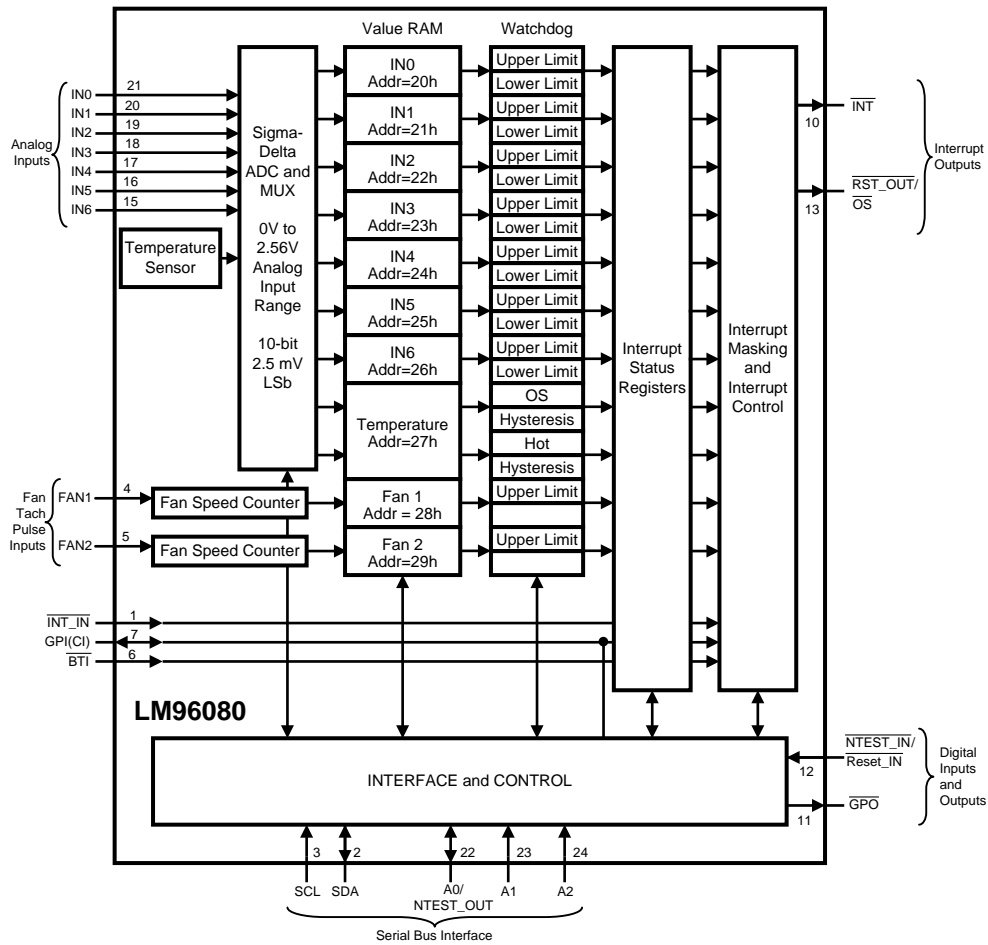 Value RAM
Watchdog
Analog
Inputs
IN0
21
IN1
20
IN2
19
IN3
18
IN4
17
IN5
16
IN6
15
Temperature
Sensor
Sigma-
Delta
ADC and
MUX
0V to
2.56V
Analog
Input
Range
10-bit
2.5 mV
LSb
IN0
Addr=20h
IN1
Addr=21h
IN2
Addr=22h
IN3
Addr=23h
IN4
Addr=24h
IN5
Addr=25h
IN6
Addr=26h
Temperature
Addr=27h
Fan 1
Addr = 28h
Fan 2
Addr=29h
Upper Limit
Lower Limit
Upper Limit
Lower Limit
Upper Limit
Lower Limit
Upper Limit
Lower Limit
Upper Limit
Lower Limit
Upper Limit
Lower Limit
Upper Limit
Lower Limit
OS
Hysteresis
Hot
Hysteresis
Upper Limit
Upper Limit
Interrupt
Status
Registers
Interrupt
Masking
and
Interrupt
Control
INT
10
RST_OUT/
OS
13
Interrupt
Outputs
Fan
Tach
Pulse
Inputs
FAN1
4
Fan Speed Counter
FAN2
5
Fan Speed Counter
INT_IN
1
GPI(CI)
7
BTI
6
LM96080
INTERFACE and CONTROL
NTEST_IN/
Reset_IN
12
GPO
11
Digital
Inputs
and
Outputs
3
2
22
23
24
SCL
SDA
A0/
NTEST_OUT
A1
A2
Serial Bus Interface